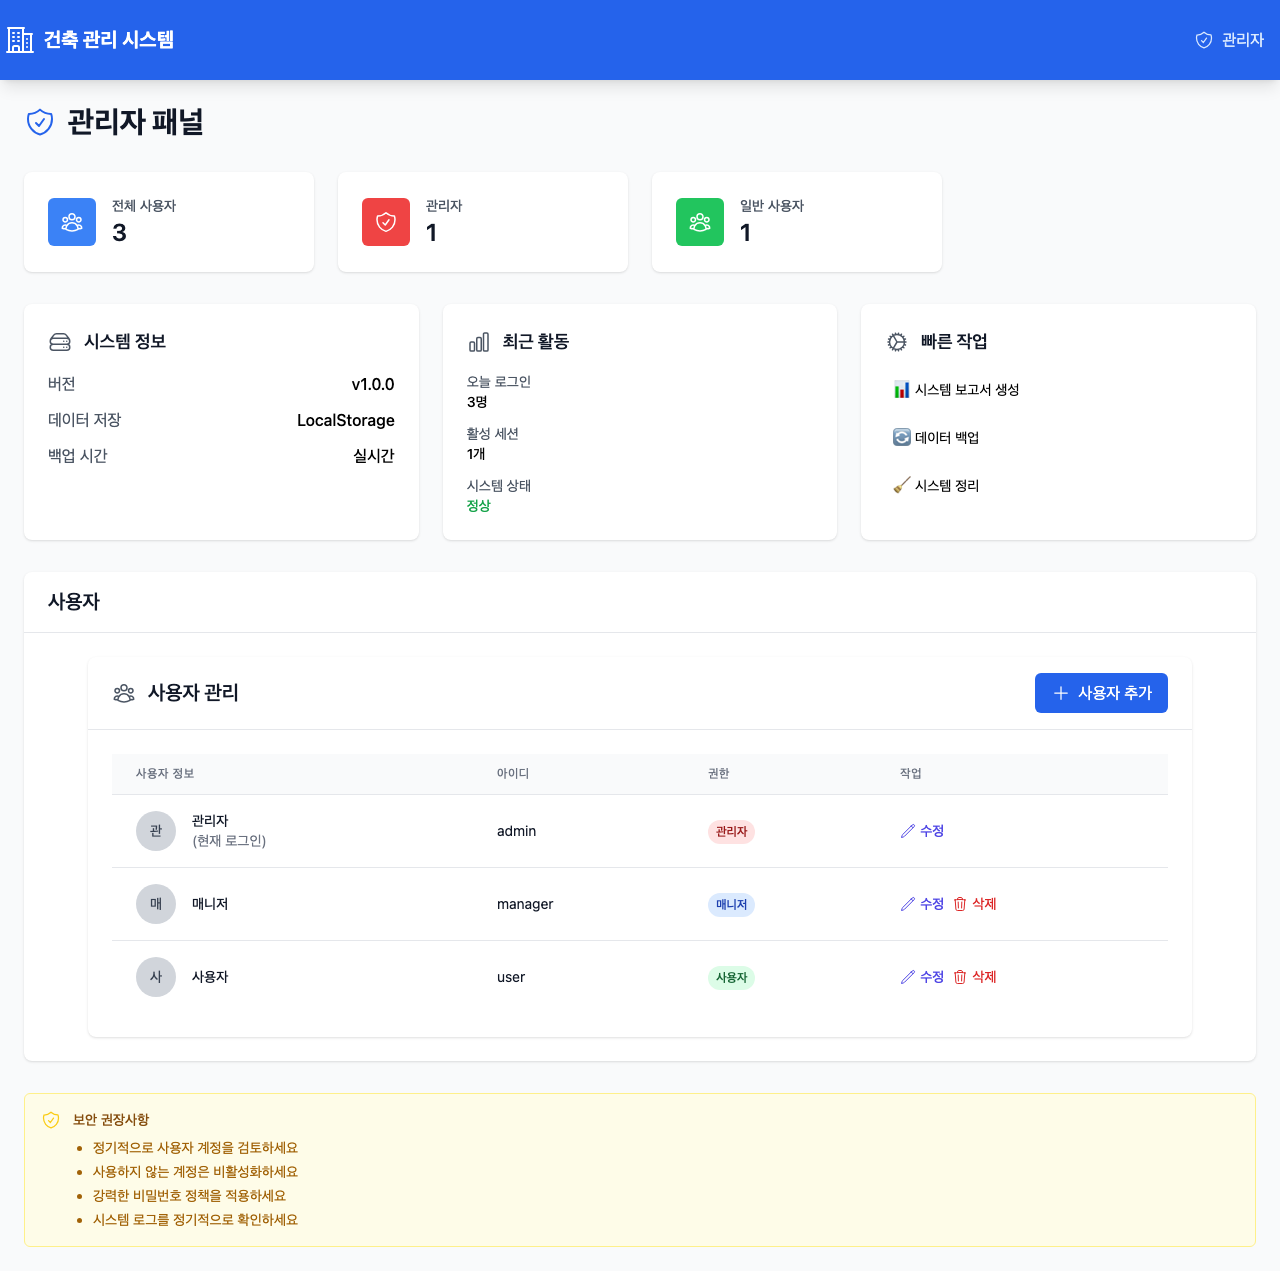 건축 관리 시스템
관리자
관리자 패널
전체 사용자
3
관리자
1
일반 사용자
1
시스템 정보
버전 v1.0.0
데이터 저장 LocalStorage
백업 시간 실시간
최근 활동
오늘 로그인
3명
활성 세션
1개
시스템 상태
정상
빠른 작업
시스템 보고서 생성
데이터 백업
시스템 정리
사용자
사용자 관리
사용자 추가
사용자 정보 아이디 권한 작업
관 관리자 (현재 로그인) admin 관리자 수정
매 매니저 manager 매니저 수정 삭제
사 사용자 user 사용자 수정 삭제
보안 권장사항
• 정기적으로 사용자 계정을 검토하세요
• 사용하지 않는 계정은 비활성화하세요
• 강력한 비밀번호 정책을 적용하세요
• 시스템 로그를 정기적으로 확인하세요